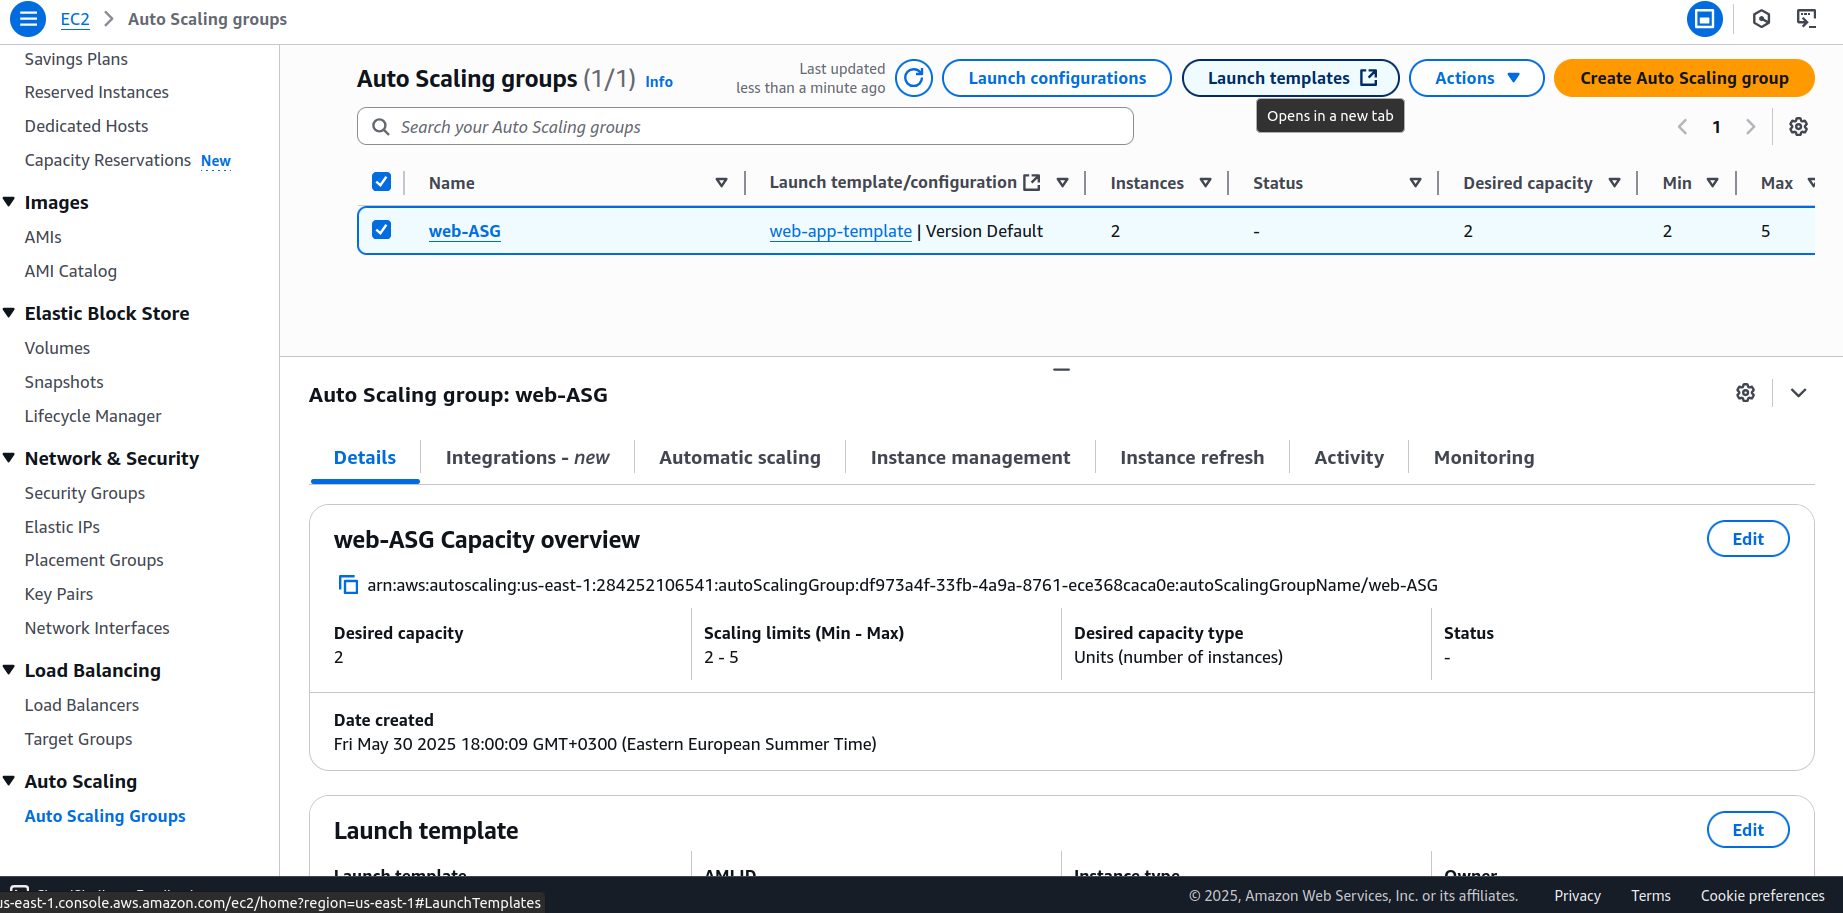 EC2 > Auto Scaling groups
Savings Plans
Reserved Instances
Dedicated Hosts
Capacity Reservations New
Images
AMIs
AMI Catalog
Elastic Block Store
Volumes
Snapshots
Lifecycle Manager
Network & Security
Security Groups
Elastic IPs
Placement Groups
Key Pairs
Network Interfaces
Load Balancing
Load Balancers
Target Groups
Auto Scaling
Auto Scaling Groups
Auto Scaling groups (1/1) Info
Last updated
less than a minute ago
Launch configurations
Launch templates
Actions
Create Auto Scaling group
Opens in a new tab
Search your Auto Scaling groups
1
Name Launch template/configuration Instances Status Desired capacity Min Max
web-ASG web-app-template | Version Default 2 - 2 2 5
Auto Scaling group: web-ASG
Details Integrations - new Automatic scaling Instance management Instance refresh Activity Monitoring
web-ASG Capacity overview
Edit
arn:aws:autoscaling:us-east-1:284252106541:autoScalingGroup:df973a4f-33fb-4a9a-8761-ece368caca0e:autoScalingGroupName/web-ASG
Desired capacity Scaling limits (Min - Max) Desired capacity type Status
2 2 - 5 Units (number of instances) -
Date created
Fri May 30 2025 18:00:09 GMT+0300 (Eastern European Summer Time)
Launch template
Edit
Launch template AMI ID Instance type Owner
us-east-1.console.aws.amazon.com/ec2/home?region=us-east-1#LaunchTemplates
© 2025, Amazon Web Services, Inc. or its affiliates. Privacy Terms Cookie preferences